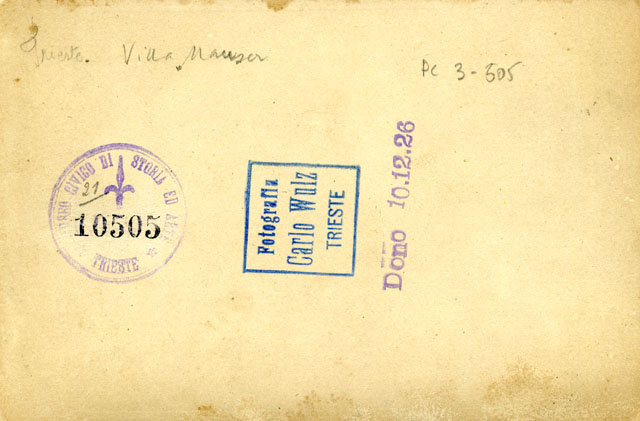 Trieste. Villa „Mauser
Pc 3-505
CIVICO DI STORIA ED ARTE
21
10505
TRIESTE *
Fotografia
Carlo Wulz
TRIESTE
Dono 10.12.26